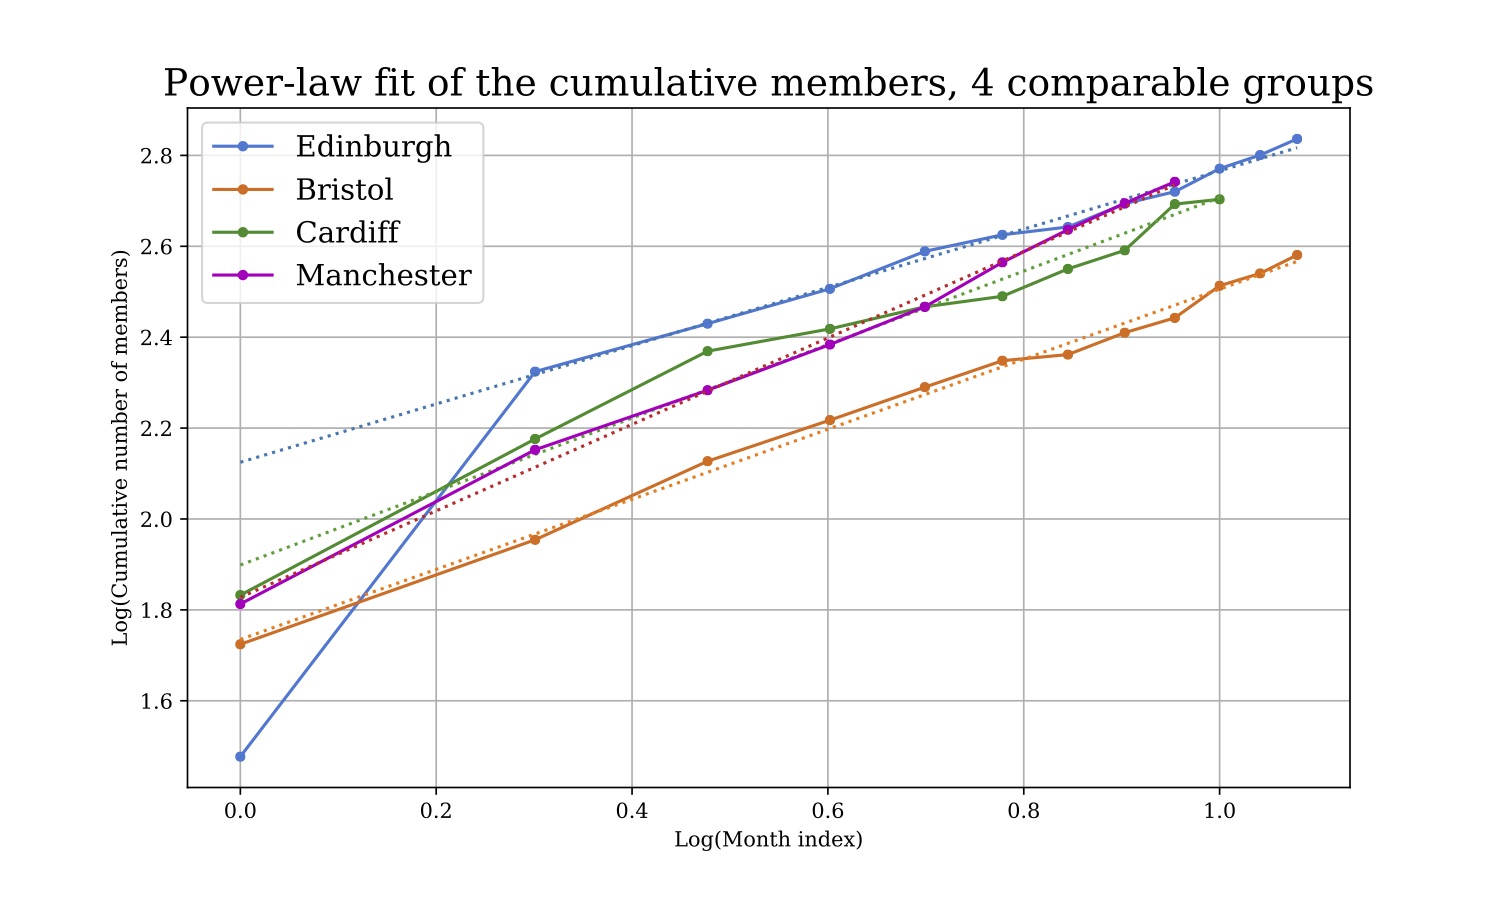 Power-law fit of the cumulative members, 4 comparable groups
Edinburgh
Bristol
Cardiff
Manchester
2.8
2.6
2.4
2.2
2.0
1.8
1.6
Log(Cumulative number of members)
0.0 0.2 0.4 0.6 0.8 1.0
Log(Month index)